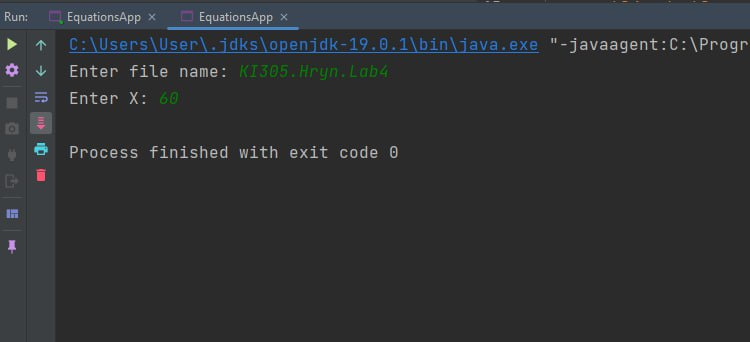 Run: EquationsApp × EquationsApp ×
C:\Users\User\.jdks\openjdk-19.0.1\bin\java.exe "-javaagent:C:\Progr
Enter file name: KI305.Hryn.Lab4
Enter X: 60
Process finished with exit code 0